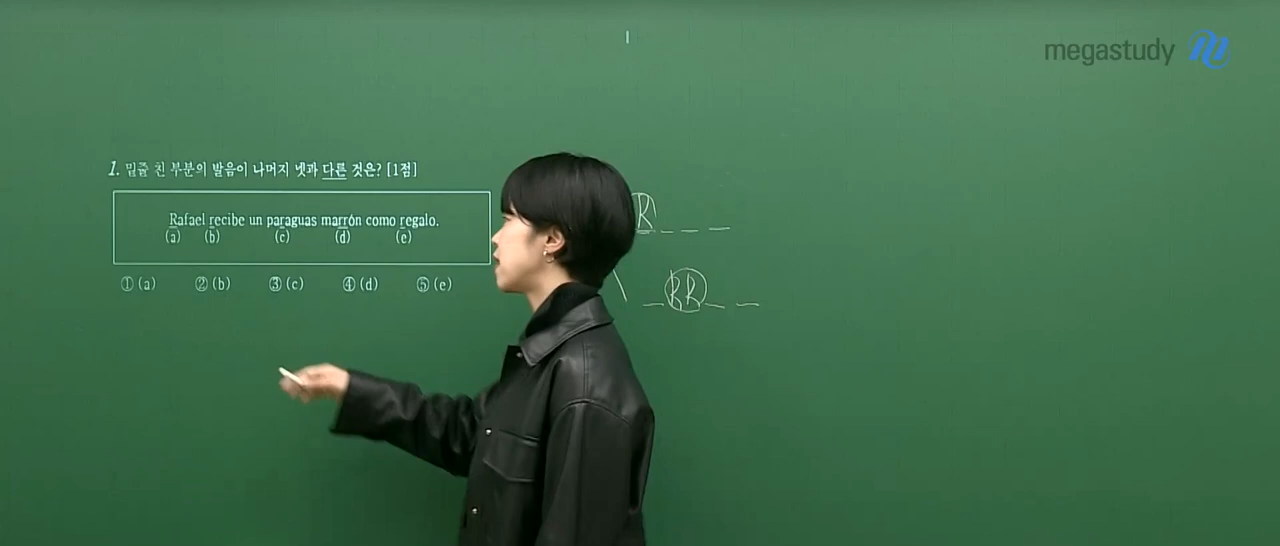 megastudy
1. 밑줄 친 부분의 발음이 나머지 넷과 다른 것은? [1점]
Rafael recibe un paraguas marrón como regalo.
(a) (b) (c) (d) (e)
① (a) ② (b) ③ (c) ④ (d) ⑤ (e)
R _ _ _
_ RR _ _